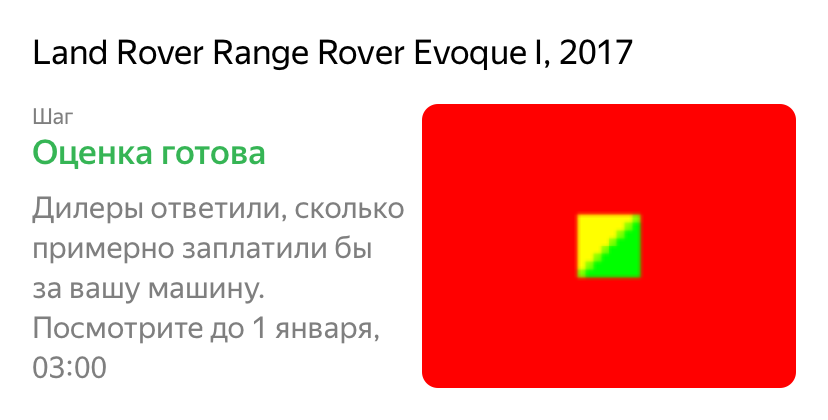 Land Rover Range Rover Evoque I, 2017
Шаг
Оценка готова
Дилеры ответили, сколько
примерно заплатили бы
за вашу машину.
Посмотрите до 1 января,
03:00